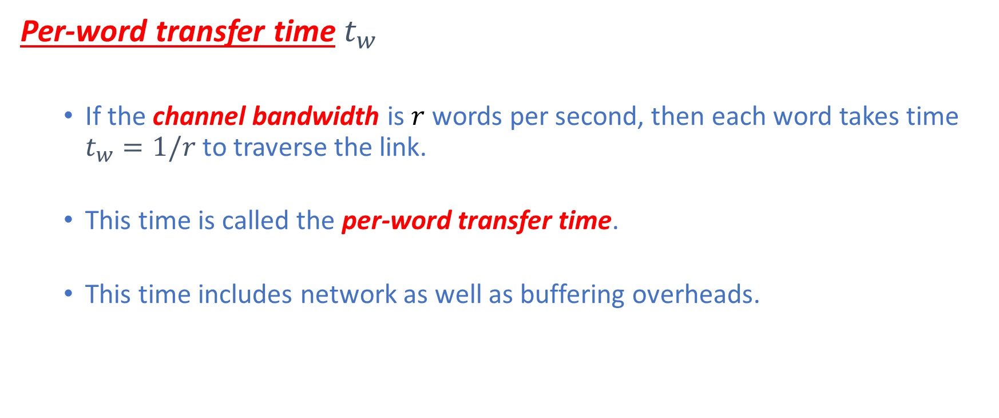 Per-word transfer time t_w
• If the channel bandwidth is r words per second, then each word takes time
t_w = 1/r to traverse the link.
• This time is called the per-word transfer time.
• This time includes network as well as buffering overheads.